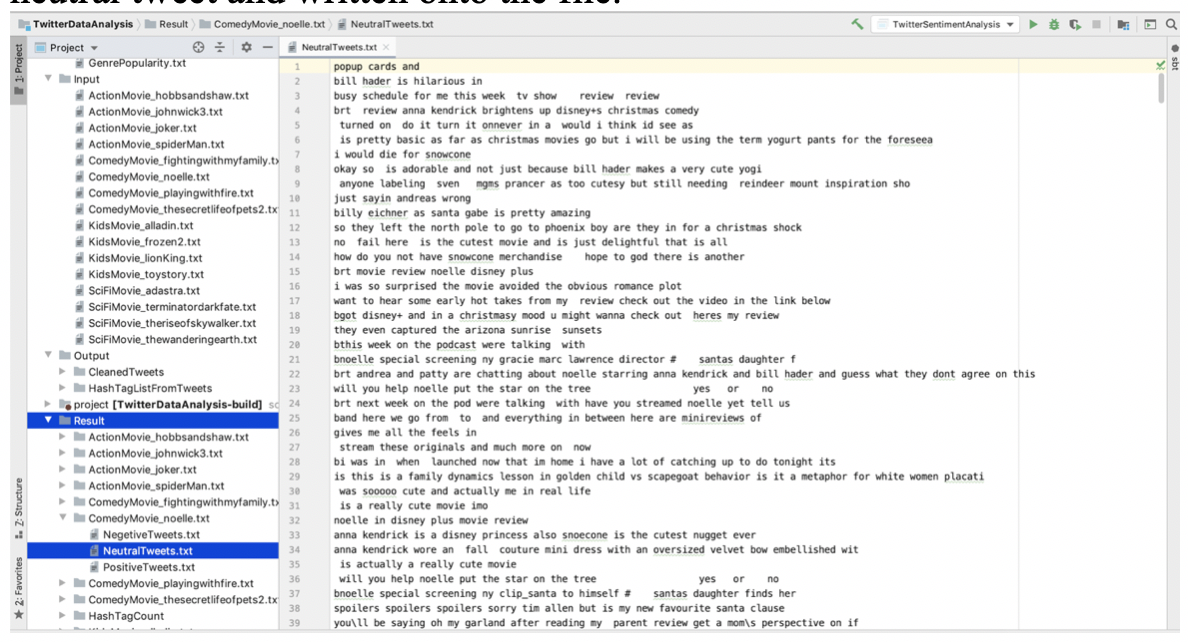 neutral tweet and written onto the file.
TwitterDataAnalysis Result ComedyMovie_noelle.txt NeutralTweets.txt
TwitterSentimentAnalysis
1: Project
Z: Structure
2: Favorites
sbt
Project
GenrePopularity.txt
Input
ActionMovie_hobbsandshaw.txt
ActionMovie_johnwick3.txt
ActionMovie_joker.txt
ActionMovie_spiderMan.txt
ComedyMovie_fightingwithmyfamily.tx
ComedyMovie_noelle.txt
ComedyMovie_playingwithfire.txt
ComedyMovie_thesecretlifeofpets2.tx
KidsMovie_alladin.txt
KidsMovie_frozen2.txt
KidsMovie_lionKing.txt
KidsMovie_toystory.txt
SciFiMovie_adastra.txt
SciFiMovie_terminatordarkfate.txt
SciFiMovie_theriseofskywalker.txt
SciFiMovie_thewanderingearth.txt
Output
CleanedTweets
HashTagListFromTweets
project [TwitterDataAnalysis-build] sc
Result
ActionMovie_hobbsandshaw.txt
ActionMovie_johnwick3.txt
ActionMovie_joker.txt
ActionMovie_spiderMan.txt
ComedyMovie_fightingwithmyfamily.tx
ComedyMovie_noelle.txt
NegetiveTweets.txt
NeutralTweets.txt
PositiveTweets.txt
ComedyMovie_playingwithfire.txt
ComedyMovie_thesecretlifeofpets2.tx
HashTagCount
NeutralTweets.txt
1 popup cards and
2 bill hader is hilarious in
3 busy schedule for me this week tv show review review
4 brt review anna kendrick brightens up disney+s christmas comedy
5 turned on do it turn it onnever in a would i think id see as
6 is pretty basic as far as christmas movies go but i will be using the term yogurt pants for the foreseea
7 i would die for snowcone
8 okay so is adorable and not just because bill hader makes a very cute yogi
9 anyone labeling sven mgms prancer as too cutesy but still needing reindeer mount inspiration sho
10 just sayin andreas wrong
11 billy eichner as santa gabe is pretty amazing
12 so they left the north pole to go to phoenix boy are they in for a christmas shock
13 no fail here is the cutest movie and is just delightful that is all
14 how do you not have snowcone merchandise hope to god there is another
15 brt movie review noelle disney plus
16 i was so surprised the movie avoided the obvious romance plot
17 want to hear some early hot takes from my review check out the video in the link below
18 bgot disney+ and in a christmasy mood u might wanna check out heres my review
19 they even captured the arizona sunrise sunsets
20 bthis week on the podcast were talking with
21 bnoelle special screening ny gracie marc lawrence director # santas daughter f
22 brt andrea and patty are chatting about noelle starring anna kendrick and bill hader and guess what they dont agree on this
23 will you help noelle put the star on the tree yes or no
24 brt next week on the pod were talking with have you streamed noelle yet tell us
25 band here we go from to and everything in between here are minireviews of
26 gives me all the feels in
27 stream these originals and much more on now
28 bi was in when launched now that im home i have a lot of catching up to do tonight its
29 is this is a family dynamics lesson in golden child vs scapegoat behavior is it a metaphor for white women placati
30 was sooooo cute and actually me in real life
31 is a really cute movie imo
32 noelle in disney plus movie review
33 anna kendrick is a disney princess also snoecone is the cutest nugget ever
34 anna kendrick wore an fall couture mini dress with an oversized velvet bow embellished wit
35 is actually a really cute movie
36 will you help noelle put the star on the tree yes or no
37 bnoelle special screening ny clip_santa to himself # santas daughter finds her
38 spoilers spoilers spoilers sorry tim allen but is my new favourite santa clause
39 you\ll be saying oh my garland after reading my parent review get a mom\s perspective on if